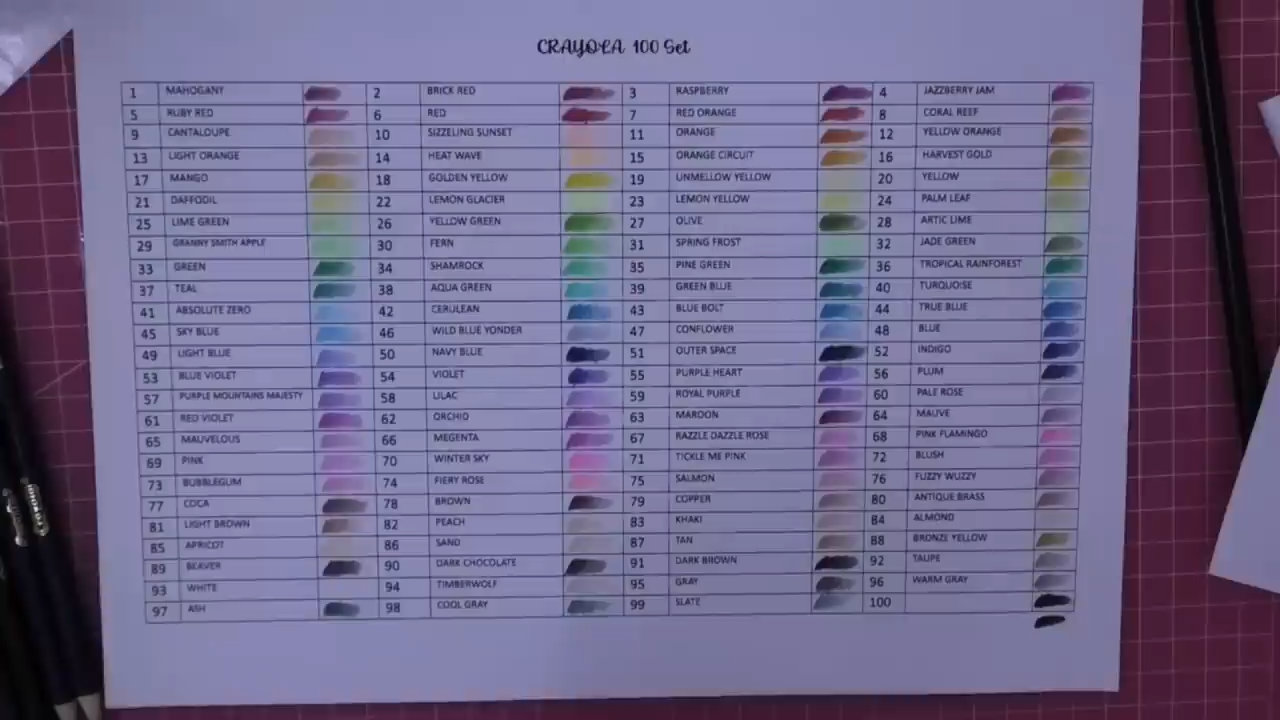 CRAYOLA 100 Set
1 MAHOGANY 2 BRICK RED 3 RASPBERRY 4 JAZZBERRY JAM
5 RUBY RED 6 RED 7 RED ORANGE 8 CORAL REEF
9 CANTALOUPE 10 SIZZELING SUNSET 11 ORANGE 12 YELLOW ORANGE
13 LIGHT ORANGE 14 HEAT WAVE 15 ORANGE CIRCUIT 16 HARVEST GOLD
17 MANGO 18 GOLDEN YELLOW 19 UNMELLOW YELLOW 20 YELLOW
21 DAFFODIL 22 LEMON GLACIER 23 LEMON YELLOW 24 PALM LEAF
25 LIME GREEN 26 YELLOW GREEN 27 OLIVE 28 ARTIC LIME
29 GRANNY SMITH APPLE 30 FERN 31 SPRING FROST 32 JADE GREEN
33 GREEN 34 SHAMROCK 35 PINE GREEN 36 TROPICAL RAINFOREST
37 TEAL 38 AQUA GREEN 39 GREEN BLUE 40 TURQUOISE
41 ABSOLUTE ZERO 42 CERULEAN 43 BLUE BOLT 44 TRUE BLUE
45 SKY BLUE 46 WILD BLUE YONDER 47 CONFLOWER 48 BLUE
49 LIGHT BLUE 50 NAVY BLUE 51 OUTER SPACE 52 INDIGO
53 BLUE VIOLET 54 VIOLET 55 PURPLE HEART 56 PLUM
57 PURPLE MOUNTAINS MAJESTY 58 LILAC 59 ROYAL PURPLE 60 PALE ROSE
61 RED VIOLET 62 ORCHID 63 MAROON 64 MAUVE
65 MAUVELOUS 66 MEGENTA 67 RAZZLE DAZZLE ROSE 68 PINK FLAMINGO
69 PINK 70 WINTER SKY 71 TICKLE ME PINK 72 BLUSH
73 BUBBLEGUM 74 FIERY ROSE 75 SALMON 76 FUZZY WUZZY
77 COCA 78 BROWN 79 COPPER 80 ANTIQUE BRASS
81 LIGHT BROWN 82 PEACH 83 KHAKI 84 ALMOND
85 APRICOT 86 SAND 87 TAN 88 BRONZE YELLOW
89 BEAVER 90 DARK CHOCOLATE 91 DARK BROWN 92 TAUPE
93 WHITE 94 TIMBERWOLF 95 GRAY 96 WARM GRAY
97 ASH 98 COOL GRAY 99 SLATE 100